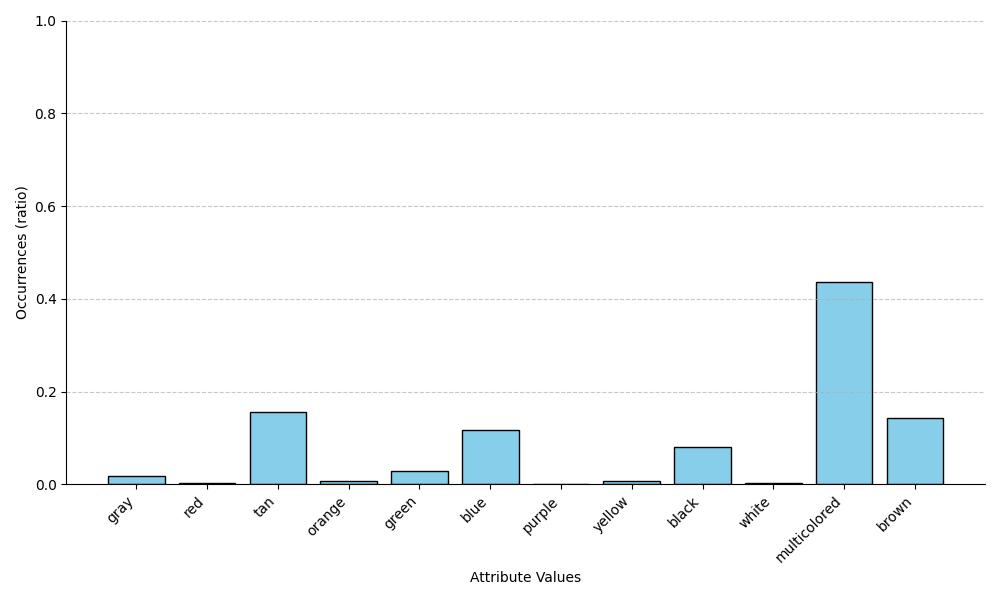 1.0
0.8
0.6
0.4
0.2
0.0
Occurrences (ratio)
gray
red
tan
orange
green
blue
purple
yellow
black
white
multicolored
brown
Attribute Values